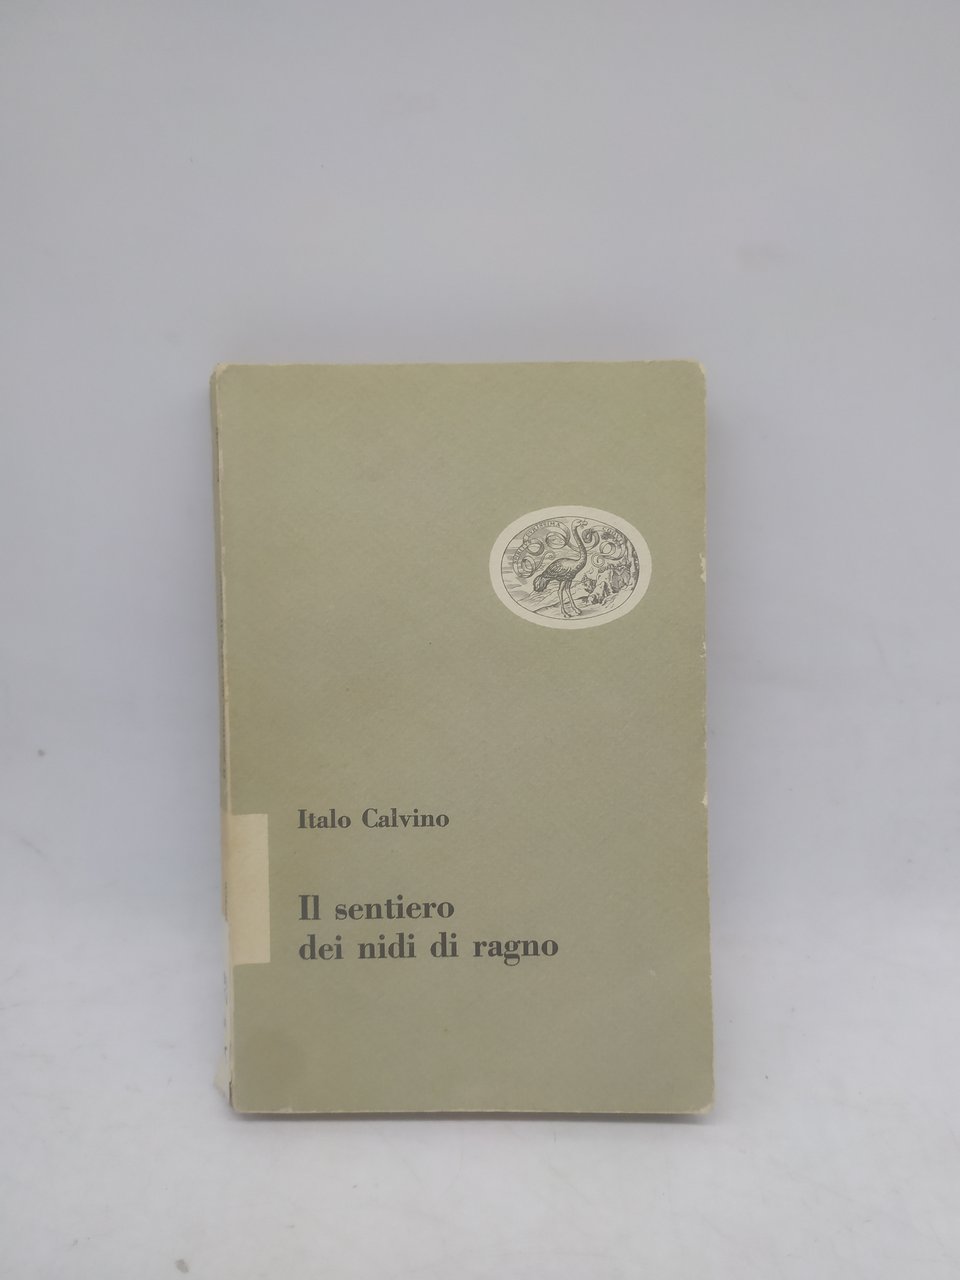 Italo Calvino
Il sentiero
dei nidi di ragno